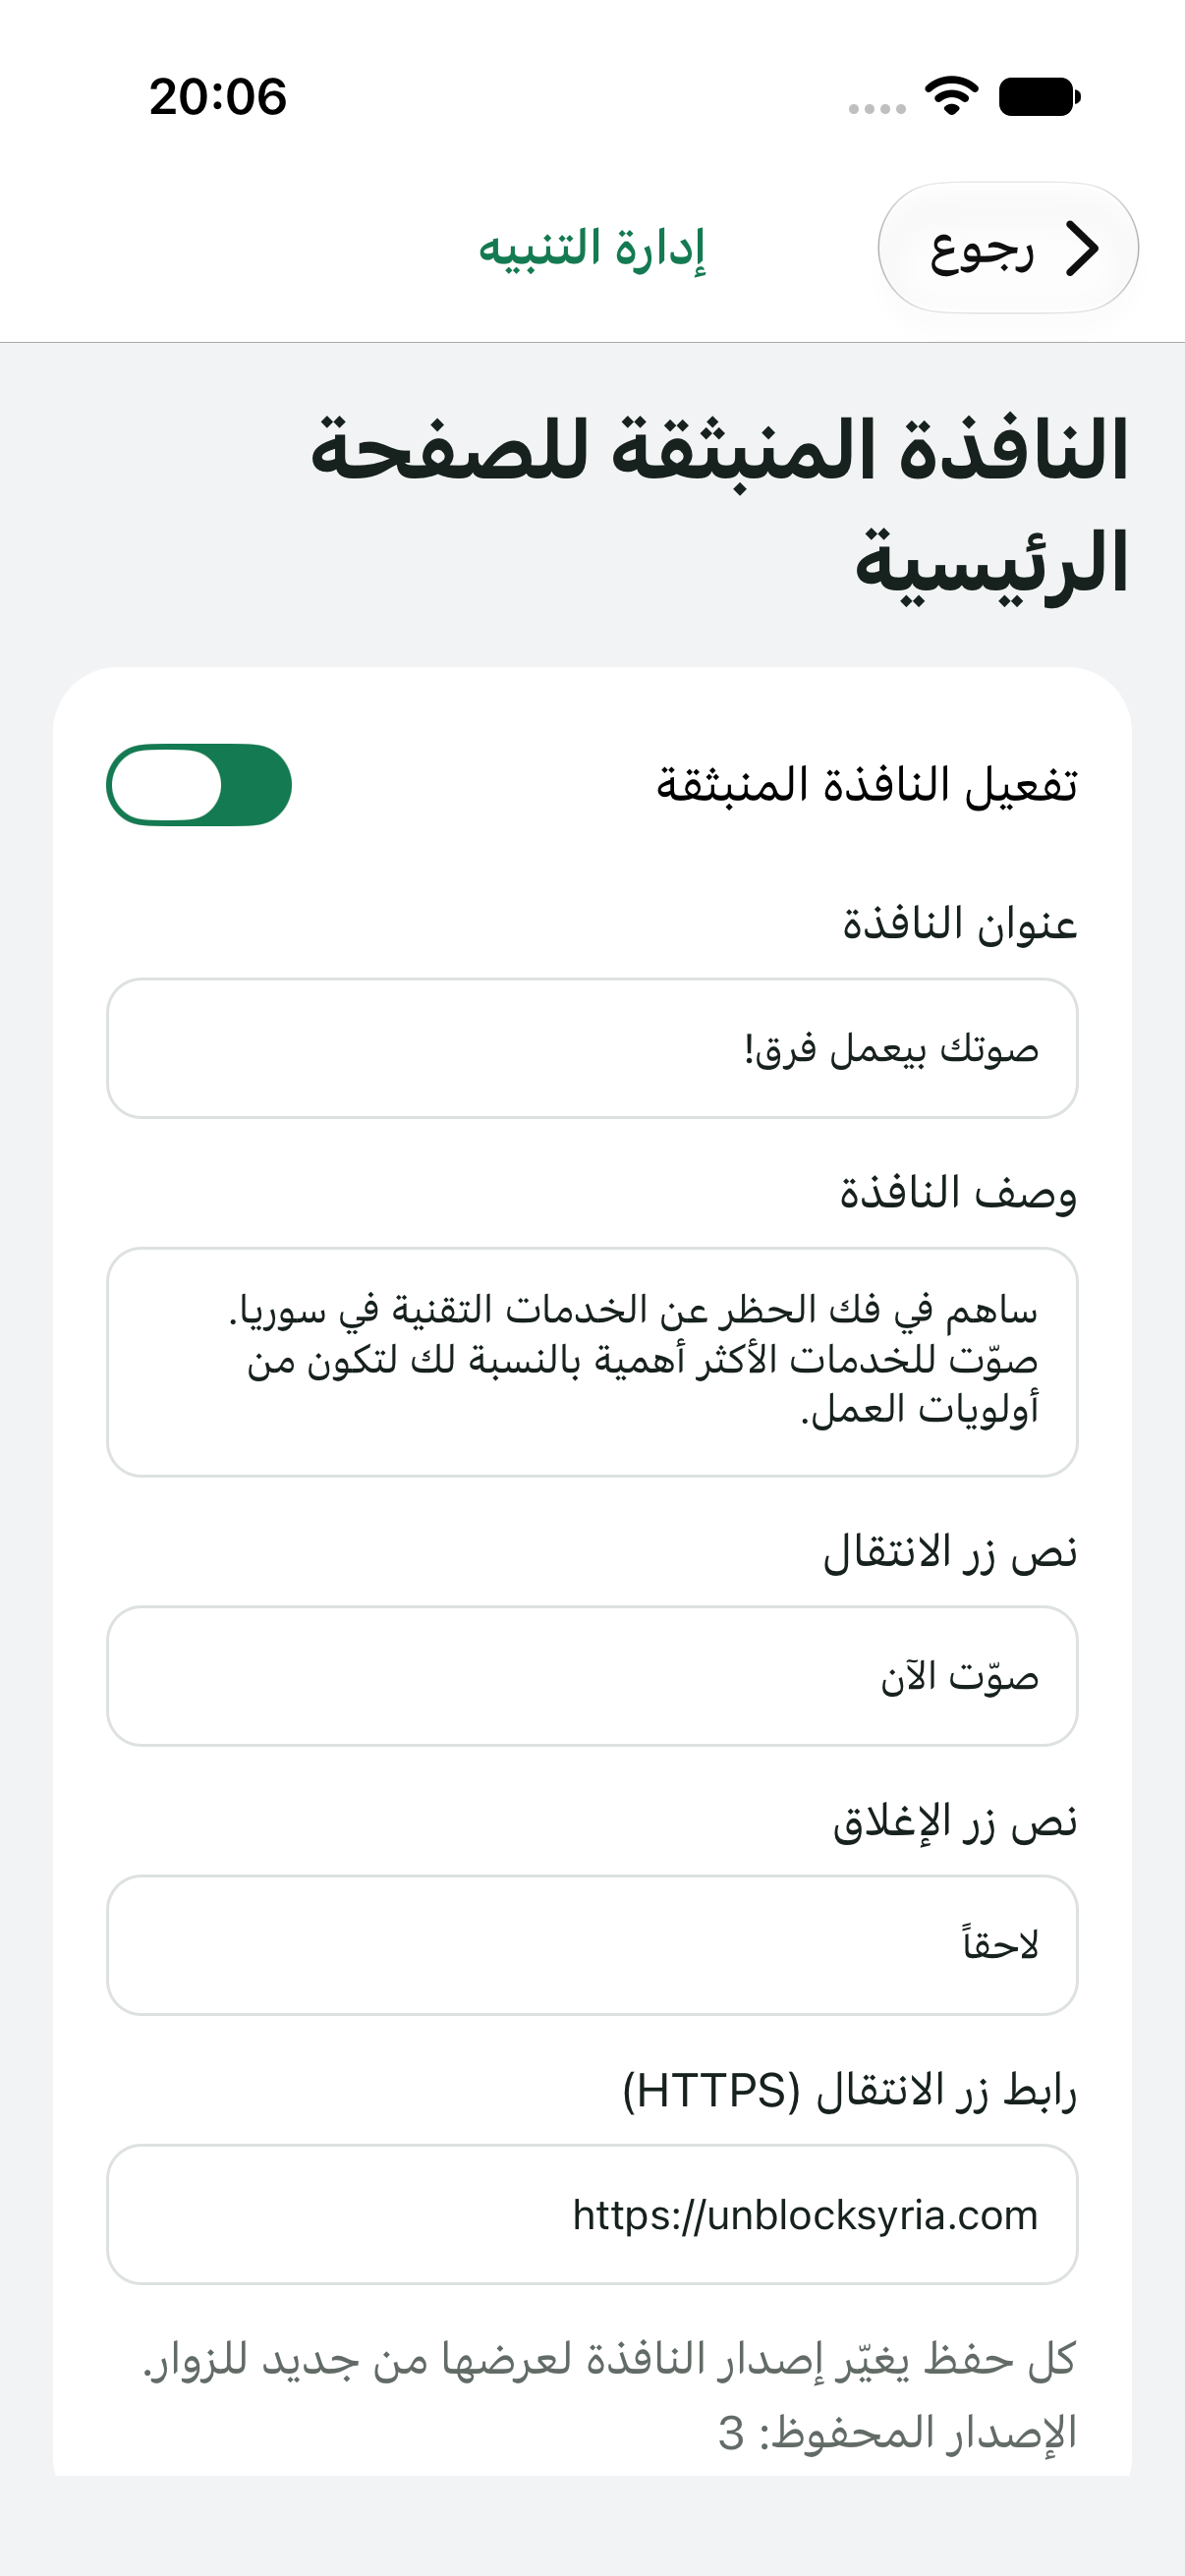 20:06
رجوع
إدارة التنبيه
النافذة المنبثقة للصفحة
الرئيسية
تفعيل النافذة المنبثقة
عنوان النافذة
صوتك بيعمل فرق!
وصف النافذة
ساهم في فك الحظر عن الخدمات التقنية في سوريا.
صوّت للخدمات الأكثر أهمية بالنسبة لك لتكون من
أولويات العمل.
نص زر الانتقال
صوّت الآن
نص زر الإغلاق
لاحقاً
رابط زر الانتقال (HTTPS)
https://unblocksyria.com
كل حفظ يغيّر إصدار النافذة لعرضها من جديد للزوار.
الإصدار المحفوظ: 3